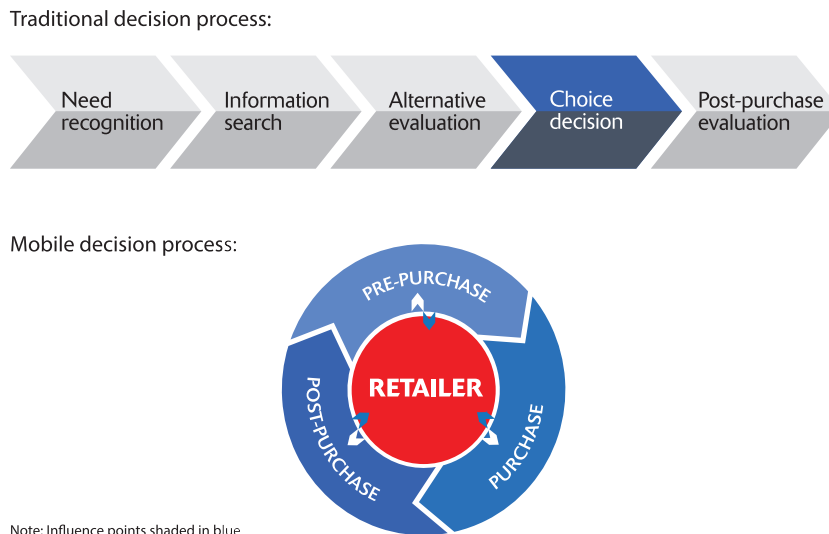 Traditional decision process:
Need
recognition
Information
search
Alternative
evaluation
Choice
decision
Post-purchase
evaluation
Mobile decision process:
PRE-PURCHASE
RETAILER
POST-PURCHASE
PURCHASE
Note: Influence points shaded in blue